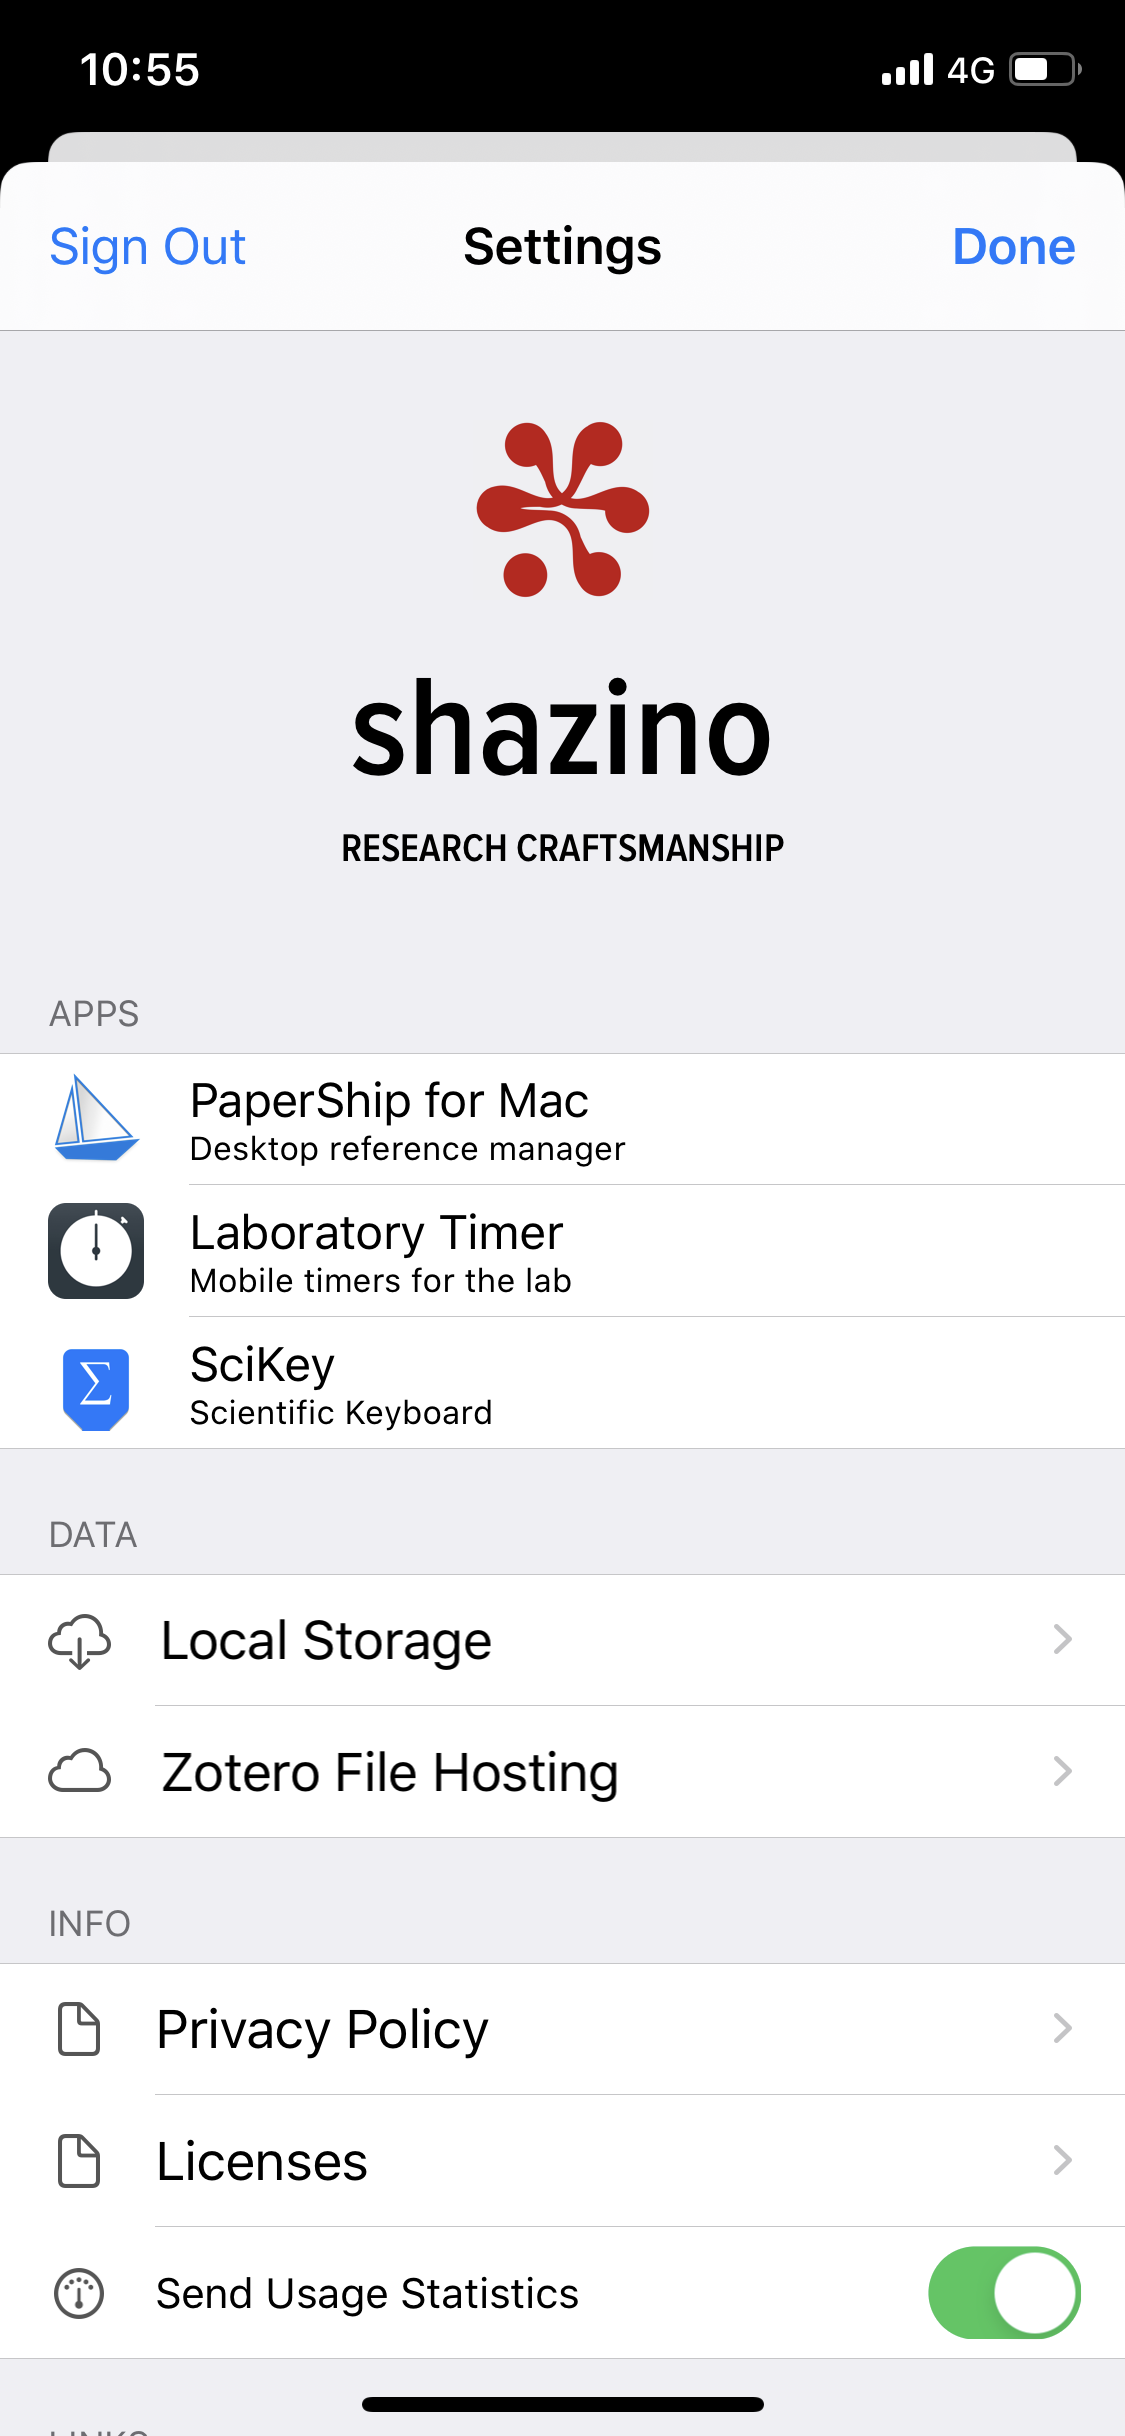 10:55
4G
Sign Out
Settings
Done
shazino
RESEARCH CRAFTSMANSHIP
APPS
PaperShip for Mac
Desktop reference manager
Laboratory Timer
Mobile timers for the lab
Σ
SciKey
Scientific Keyboard
DATA
Local Storage
Zotero File Hosting
INFO
Privacy Policy
Licenses
Send Usage Statistics